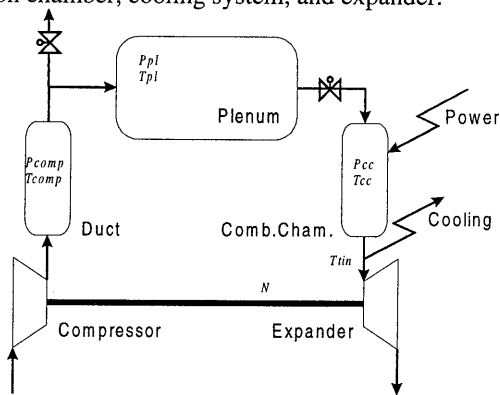 on chamber, cooling system, and expander.
Ppl
Tpl
Plenum
Power
Pcomp
Tcomp
Pcc
Tcc
Duct
Comb.Cham.
Cooling
Ttin
N
Compressor
Expander